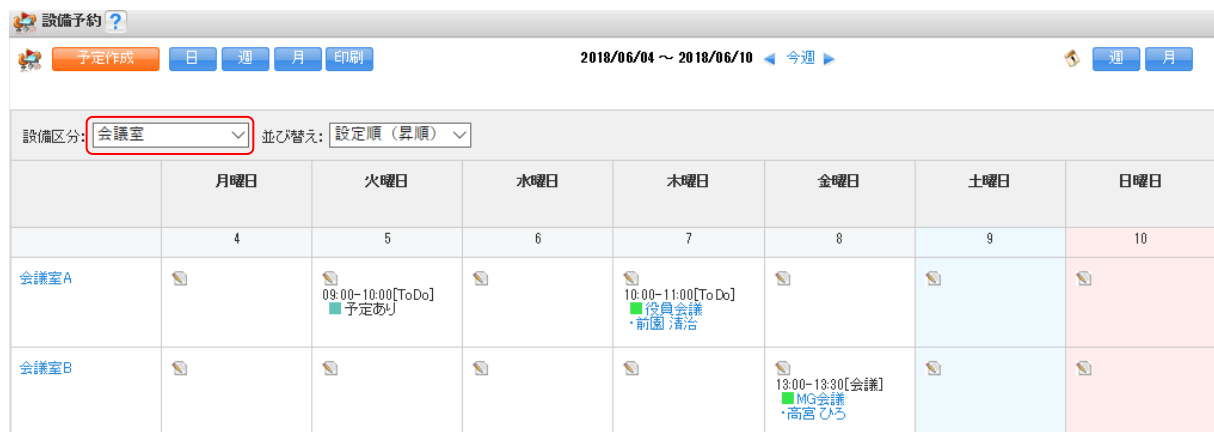 設備予約 ?
予定作成 日 週 月 印刷 2018/06/04 ～ 2018/06/10 今週 週 月
設備区分: 会議室 並び替え: 設定順（昇順）
月曜日 火曜日 水曜日 木曜日 金曜日 土曜日 日曜日
4 5 6 7 8 9 10
会議室A
09:00-10:00[ToDo]
予定あり
10:00-11:00[ToDo]
役員会議
・前園 清治
会議室B
13:00-13:30[会議]
MG会議
・高宮 ひろ